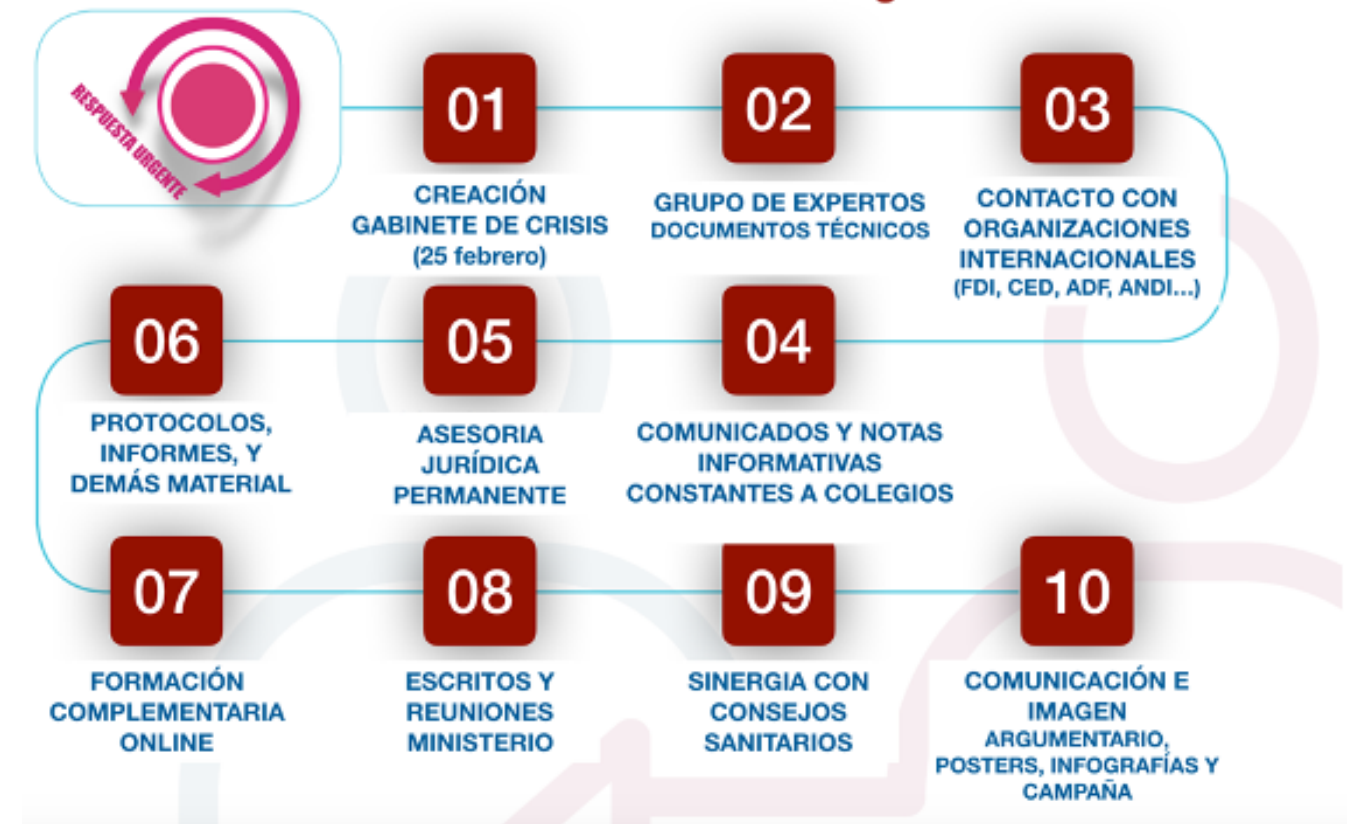 RESPUESTA URGENTE
01
CREACIÓN
GABINETE DE CRISIS
(25 febrero)
02
GRUPO DE EXPERTOS
DOCUMENTOS TÉCNICOS
03
CONTACTO CON
ORGANIZACIONES
INTERNACIONALES
(FDI, CED, ADF, ANDI...)
04
COMUNICADOS Y NOTAS
INFORMATIVAS
CONSTANTES A COLEGIOS
05
ASESORIA
JURÍDICA
PERMANENTE
06
PROTOCOLOS,
INFORMES, Y
DEMÁS MATERIAL
07
FORMACIÓN
COMPLEMENTARIA
ONLINE
08
ESCRITOS Y
REUNIONES
MINISTERIO
09
SINERGIA CON
CONSEJOS
SANITARIOS
10
COMUNICACIÓN E
IMAGEN
ARGUMENTARIO,
POSTERS, INFOGRAFÍAS Y
CAMPAÑA